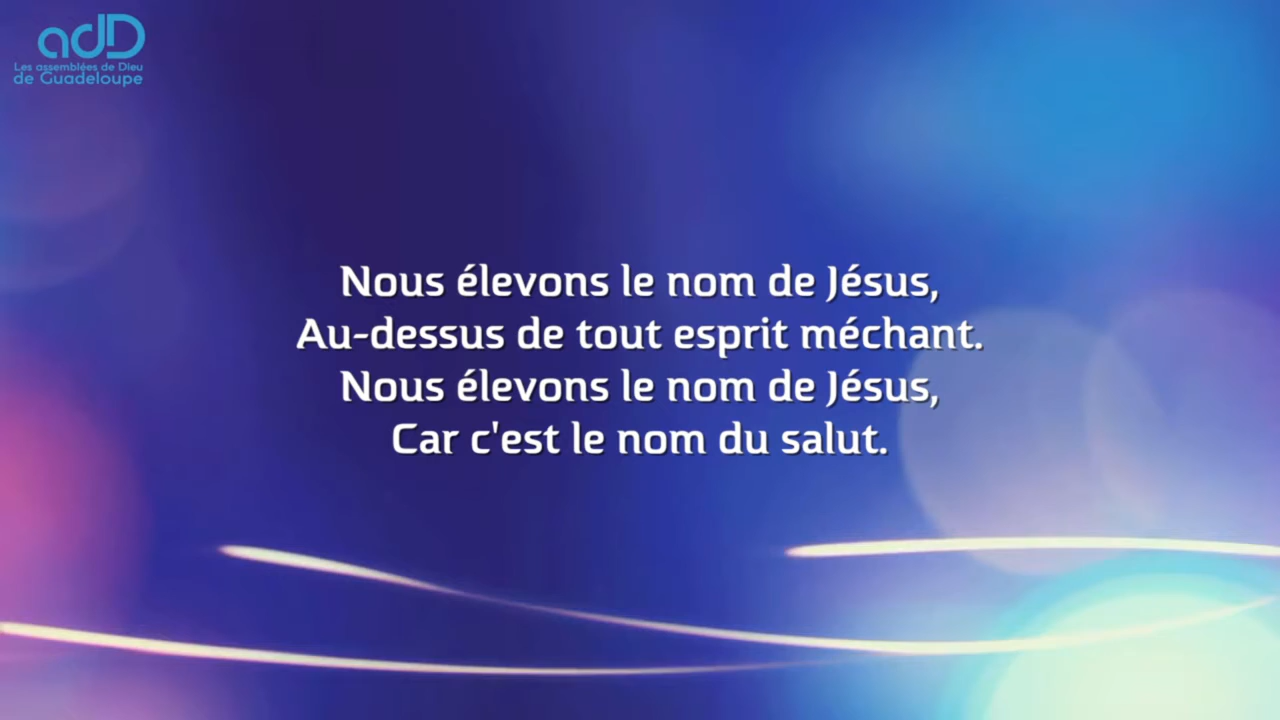 adD
Les assemblées de Dieu
de Guadeloupe
Nous élevons le nom de Jésus,
Au-dessus de tout esprit méchant.
Nous élevons le nom de Jésus,
Car c'est le nom du salut.